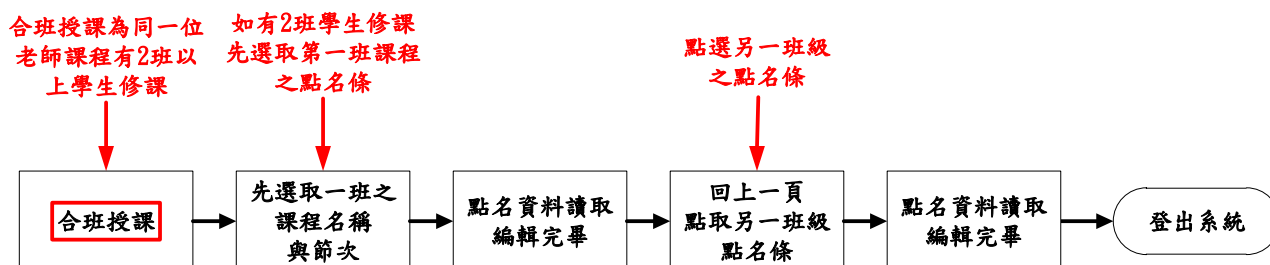 合班授課為同一位
老師課程有2班以
上學生修課
如有2班學生修課
先選取第一班課程
之點名條
點選另一班級
之點名條
合班授課
先選取一班之
課程名稱
與節次
點名資料讀取
編輯完畢
回上一頁
點取另一班級
點名條
點名資料讀取
編輯完畢
登出系統